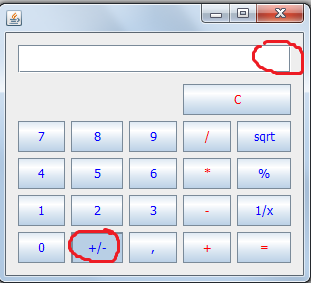 C
7 8 9 / sqrt
4 5 6 * %
1 2 3 - 1/x
0 +/- , + =